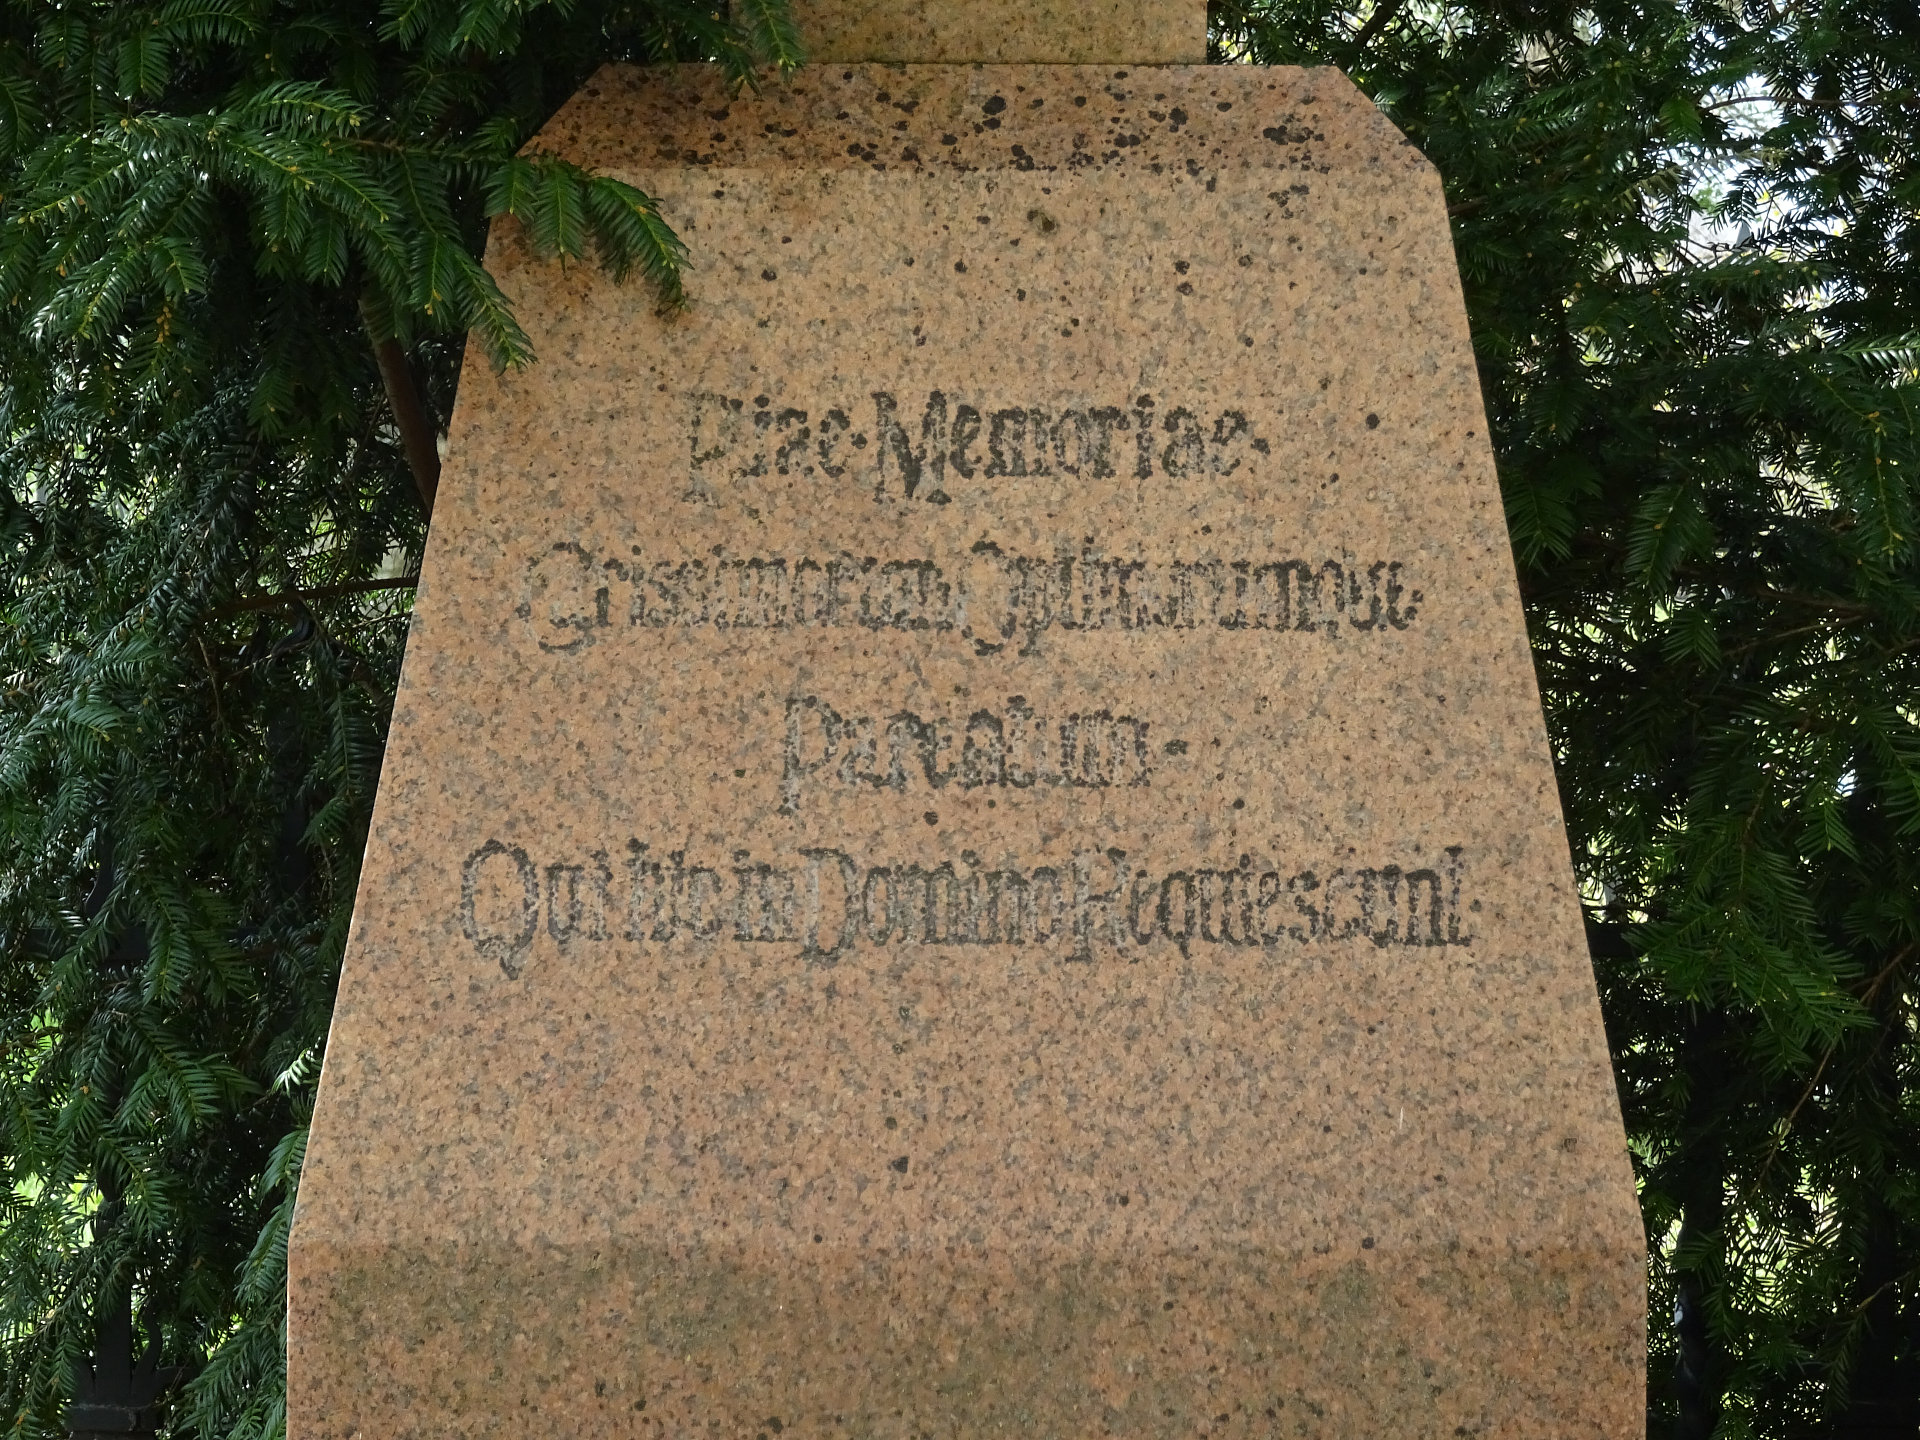 Piae Memoriae
Carissimorum Optimorumque
Parentum
Qui hic in Domino Requiescunt